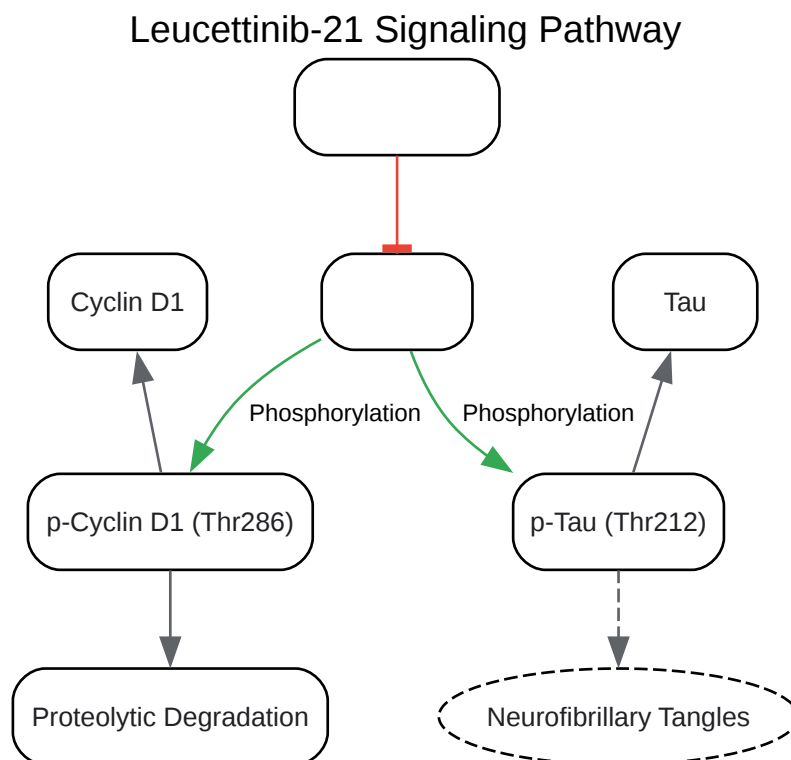 Leucettinib-21 Signaling Pathway
Cyclin D1
Tau
Phosphorylation
Phosphorylation
p-Cyclin D1 (Thr286)
p-Tau (Thr212)
Proteolytic Degradation
Neurofibrillary Tangles